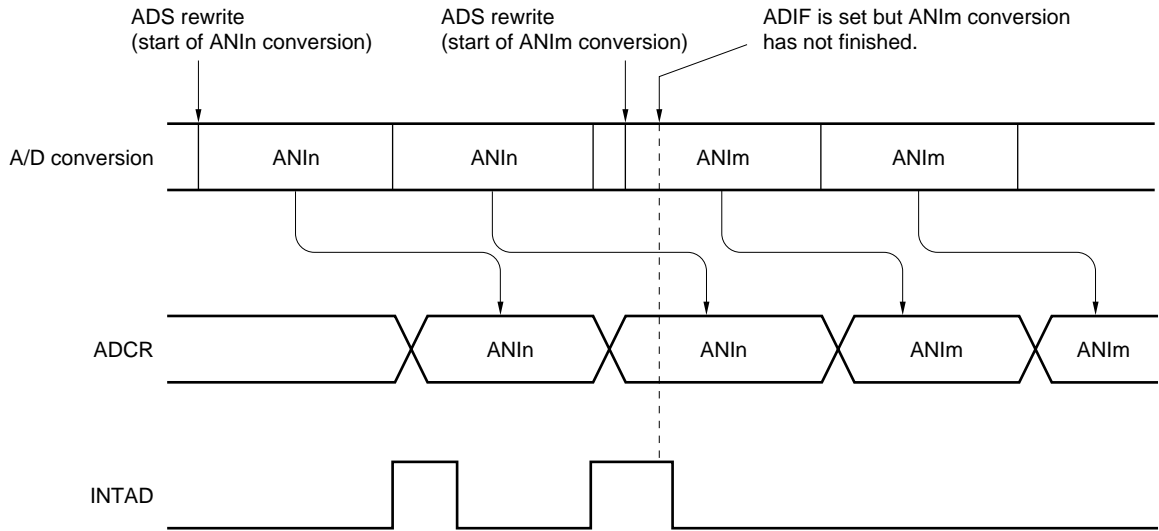 ADS rewrite
(start of ANIn conversion)
ADS rewrite
(start of ANIm conversion)
ADIF is set but ANIm conversion
has not finished.
A/D conversion
ANIn
ANIn
ANIm
ANIm
ADCR
ANIn
ANIn
ANIm
ANIm
INTAD